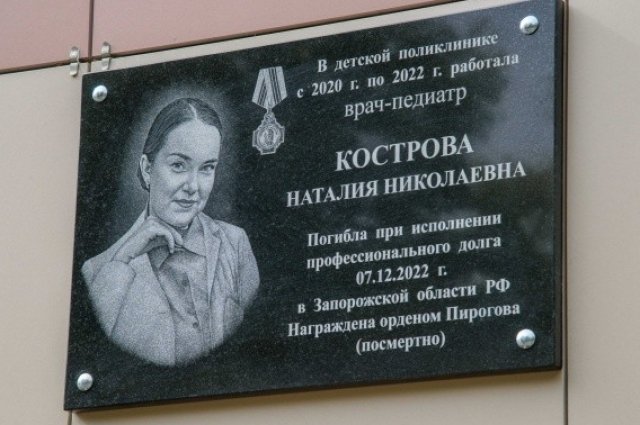 В детской поликлинике
с 2020 г. по 2022 г. работала
врач-педиатр
КОСТРОВА
НАТАЛИЯ НИКОЛАЕВНА
Погибла при исполнении
профессионального долга
07.12.2022 г.
в Запорожской области РФ
Награждена орденом Пирогова
(посмертно)